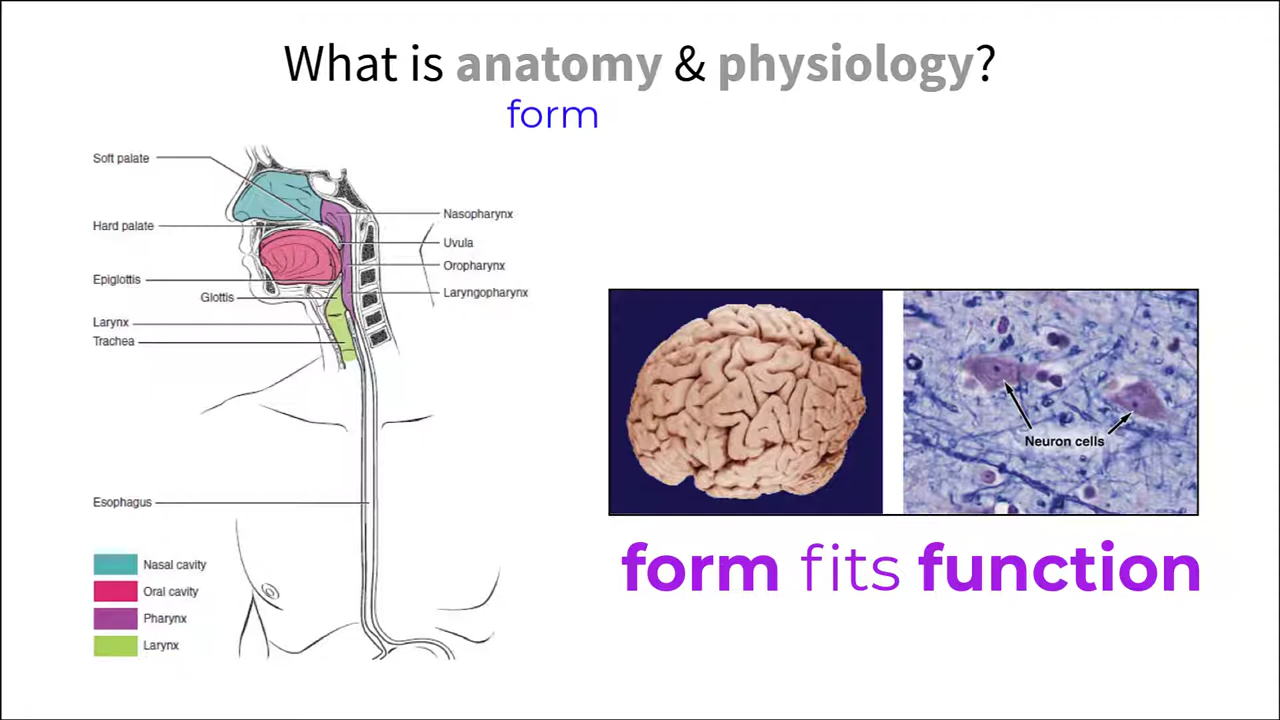 What is anatomy & physiology?
form
Soft palate
Hard palate
Epiglottis
Glottis
Larynx
Trachea
Esophagus
Nasopharynx
Uvula
Oropharynx
Laryngopharynx
Nasal cavity
Oral cavity
Pharynx
Larynx
Neuron cells
form fits function